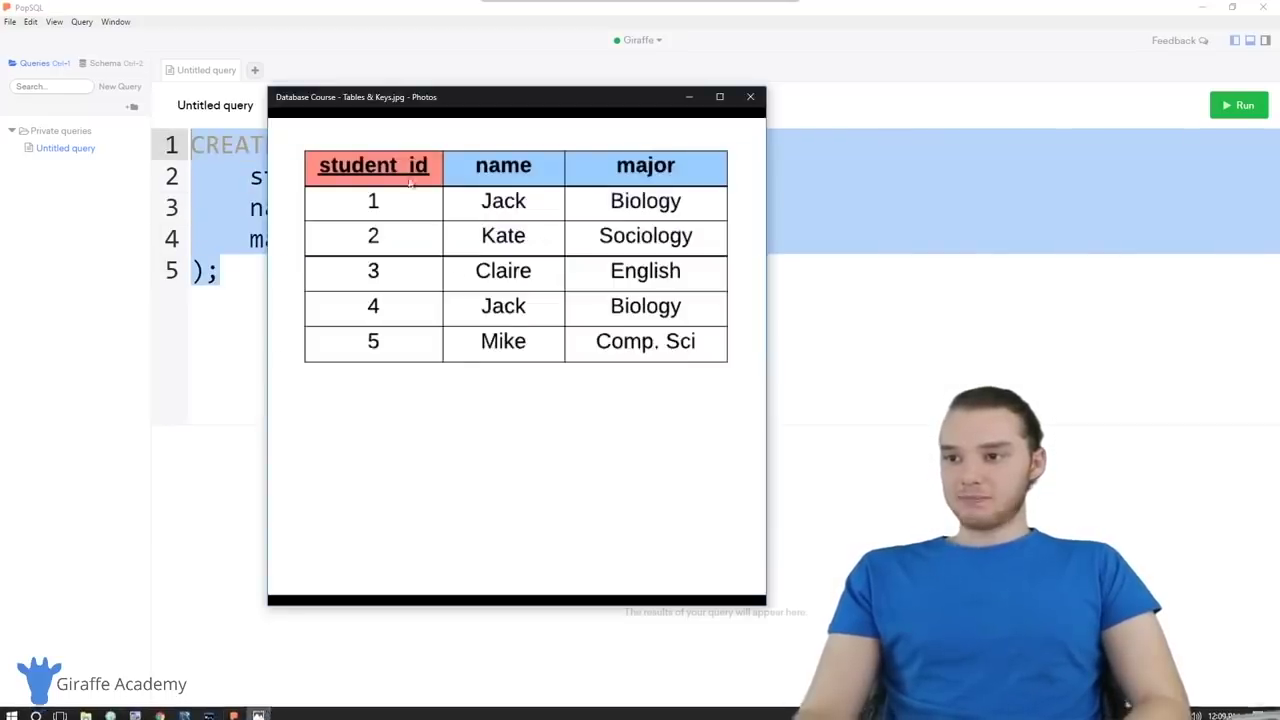 PopSQL
File Edit View Query Window
Giraffe
Feedback
Queries Ctrl+1 Schema Ctrl+2
Untitled query
Search...
New Query
Untitled query
Run
Private queries
Untitled query
Database Course - Tables & Keys.jpg - Photos
1 CREAT
2 s
3 na
4 ma
5 );
student_id name major
1 Jack Biology
2 Kate Sociology
3 Claire English
4 Jack Biology
5 Mike Comp. Sci
The results of your query will appear here.
Giraffe Academy